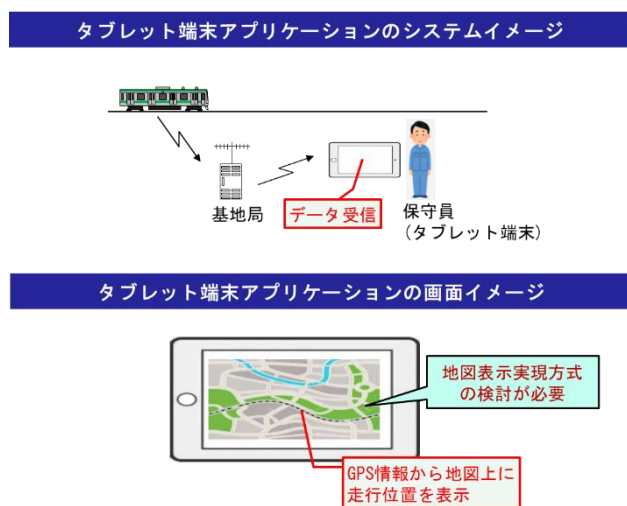 タブレット端末アプリケーションのシステムイメージ
基地局
データ受信
保守員
(タブレット端末)
タブレット端末アプリケーションの画面イメージ
地図表示実現方式
の検討が必要
GPS情報から地図上に
走行位置を表示